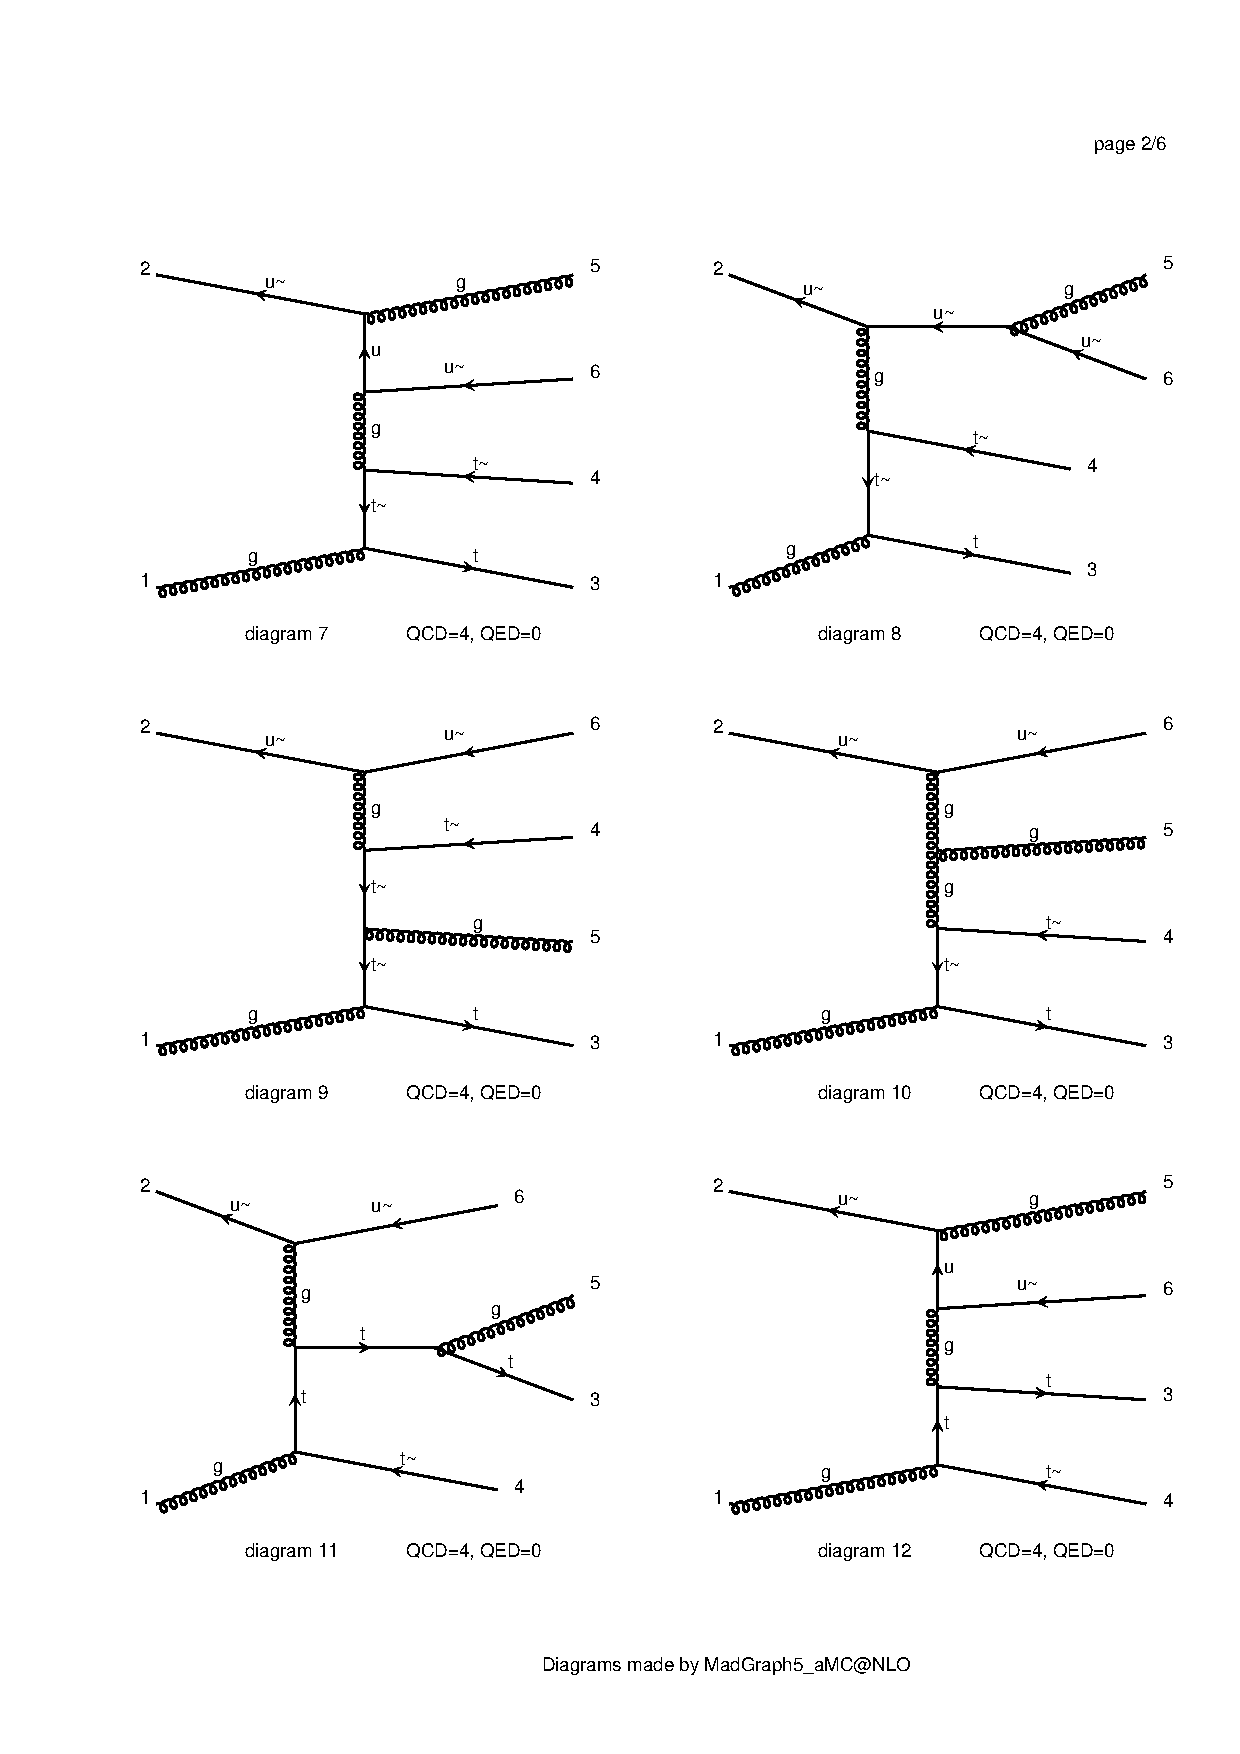 page 2/6
2
u~
g
5
u
u~
6
g
t~
4
t~
g
t
1
3
diagram 7 QCD=4, QED=0
2
u~
u~
g
5
u~
6
g
t~
4
t~
g
t
1
3
diagram 8 QCD=4, QED=0
2
u~
u~
6
g
t~
4
t~
g
5
t~
g
t
1
3
diagram 9 QCD=4, QED=0
2
u~
u~
6
g
g
5
g
t~
4
t~
g
t
1
3
diagram 10 QCD=4, QED=0
2
u~
u~
6
g
g
5
t
t
3
t
g
t~
1
4
diagram 11 QCD=4, QED=0
2
u~
g
5
u
u~
6
g
t
3
t
g
t~
1
4
diagram 12 QCD=4, QED=0
Diagrams made by MadGraph5_aMC@NLO